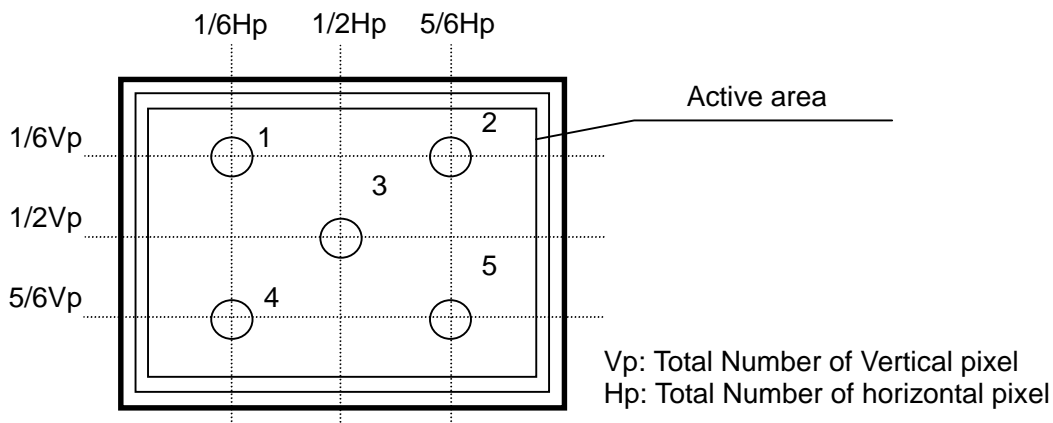 1/6Hp 1/2Hp 5/6Hp
Active area
1/6Vp
1
2
3
1/2Vp
5
5/6Vp
4
Vp: Total Number of Vertical pixel
Hp: Total Number of horizontal pixel